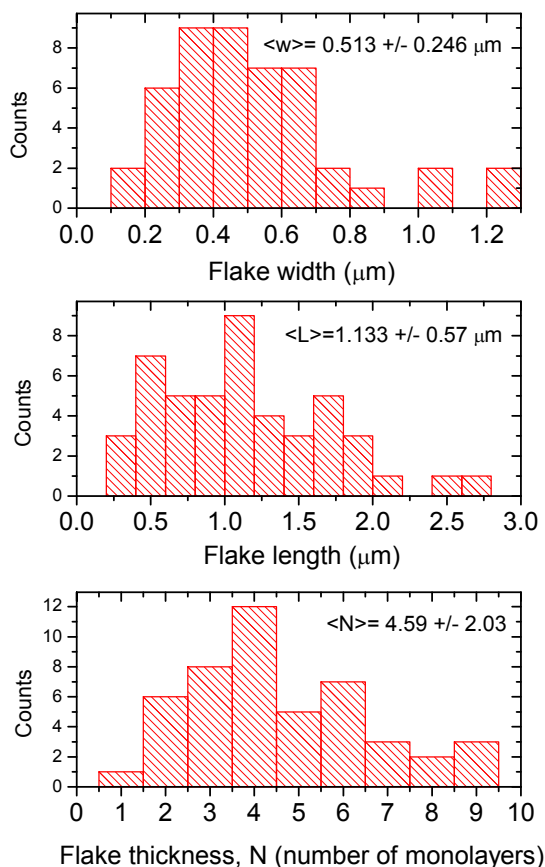 8
6
4
2
0
Counts
<w>= 0.513 +/- 0.246 μm
0.0 0.2 0.4 0.6 0.8 1.0 1.2
Flake width (μm)
8
6
4
2
0
Counts
<L>=1.133 +/- 0.57 μm
0.0 0.5 1.0 1.5 2.0 2.5 3.0
Flake length (μm)
12
10
8
6
4
2
0
Counts
<N>= 4.59 +/- 2.03
1 2 3 4 5 6 7 8 9 10
Flake thickness, N (number of monolayers)